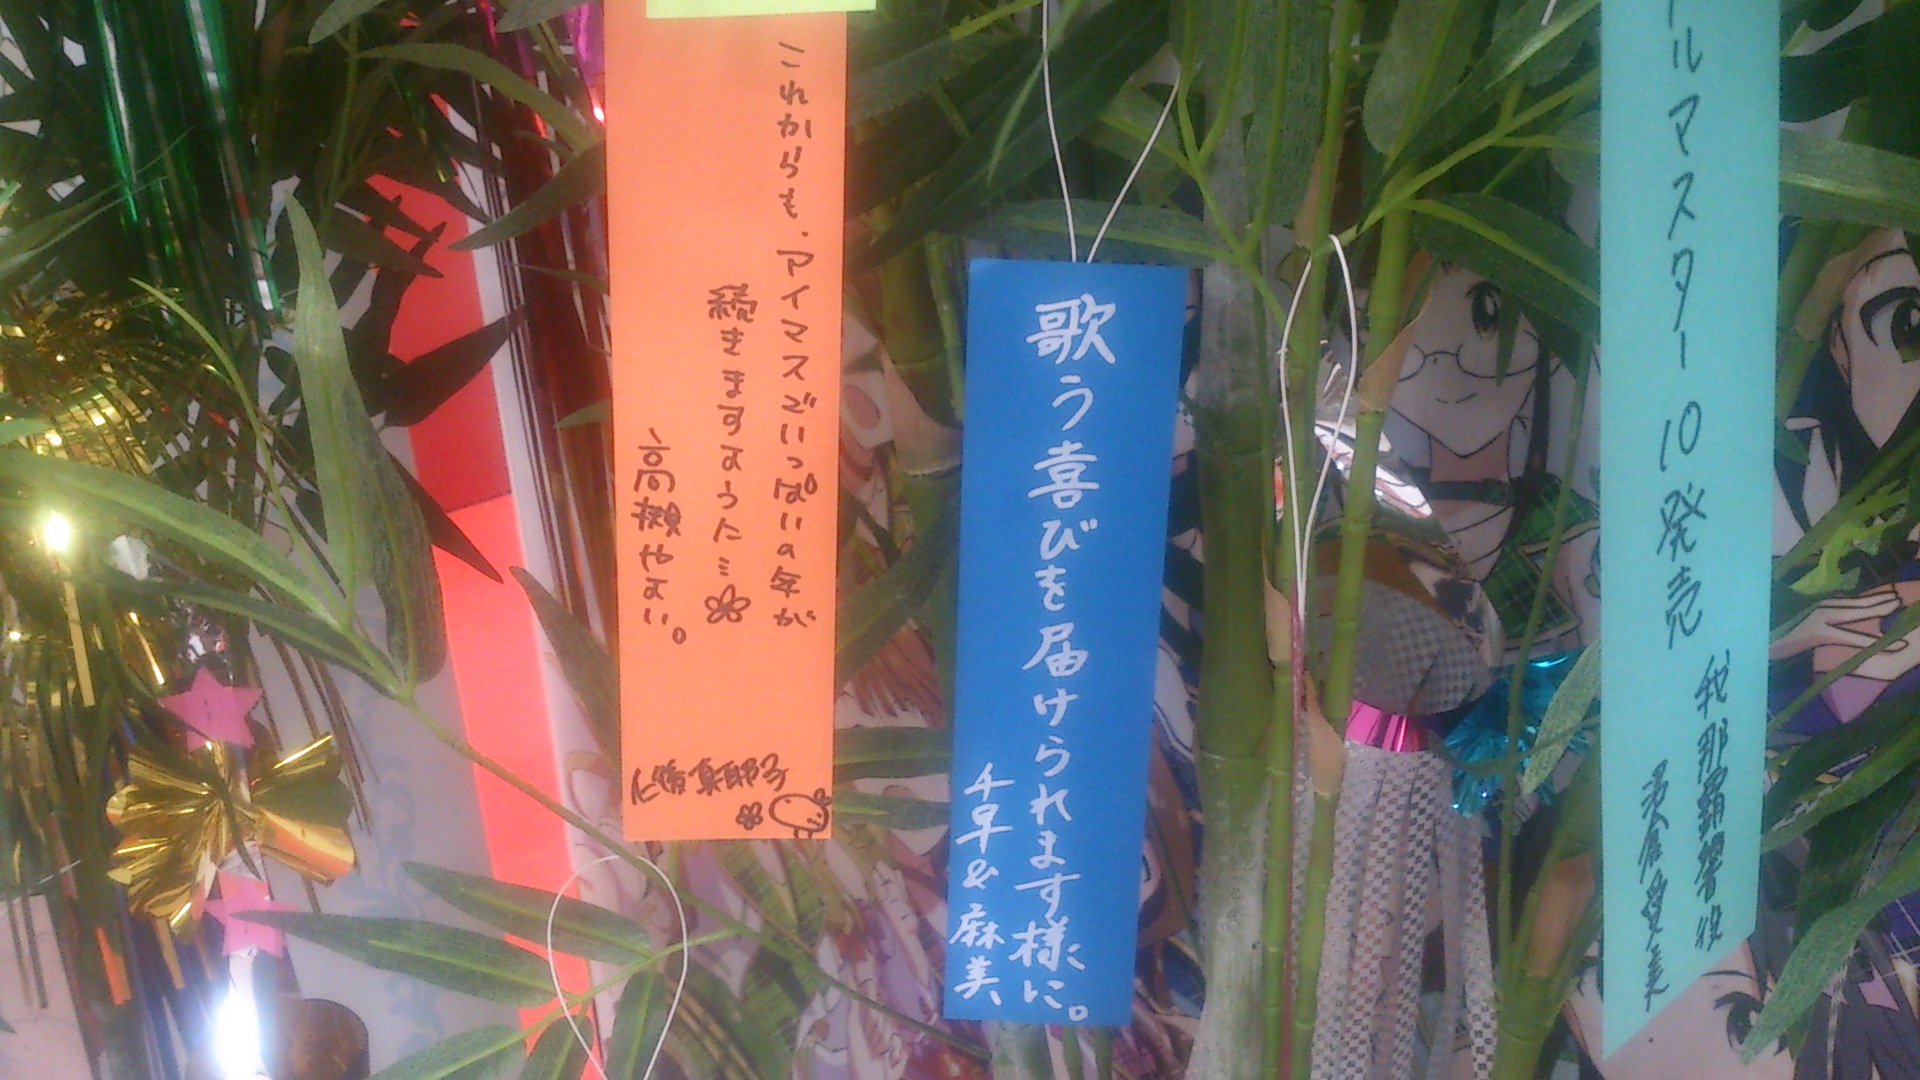 ルマスター10発売
我那覇響役
沼倉愛美
歌う喜びを届けられます様に。
千早&麻美
これからも、アイマスでいっぱいの年が
続きますように…
高槻やよい。
仁後真耶子